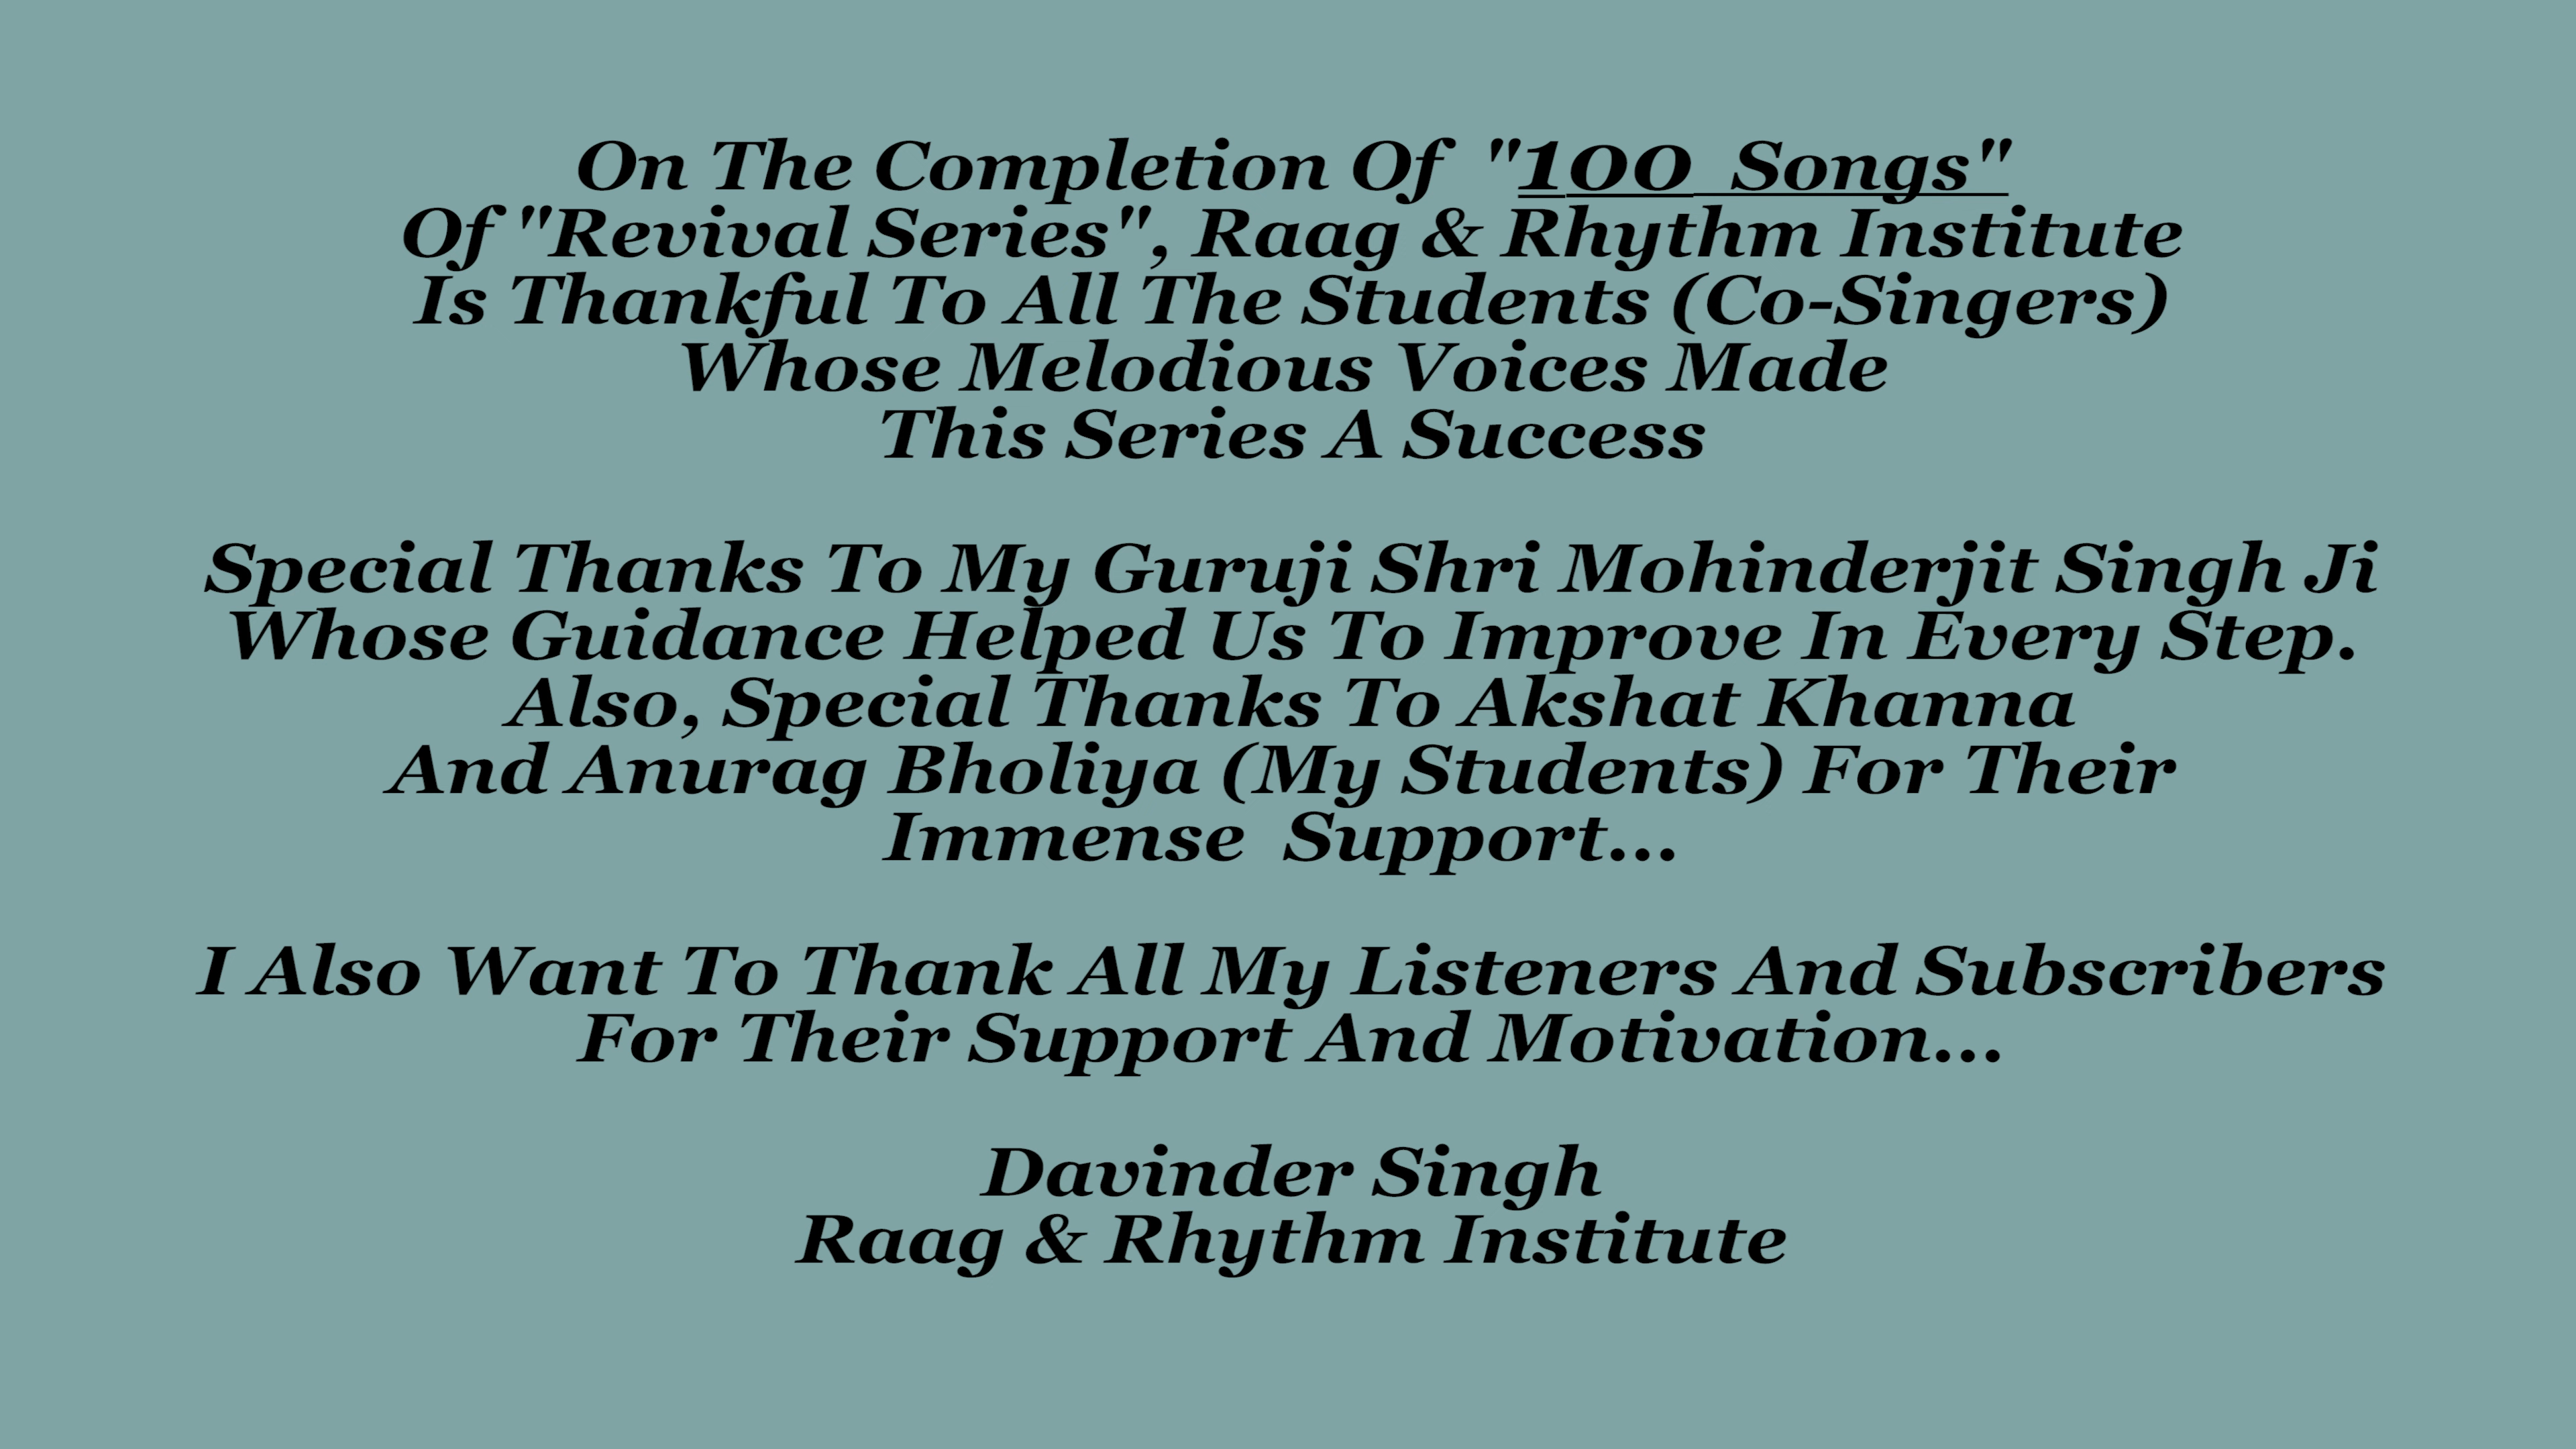 On The Completion Of "100 Songs"
Of "Revival Series", Raag & Rhythm Institute
Is Thankful To All The Students (Co-Singers)
Whose Melodious Voices Made
This Series A Success
Special Thanks To My Guruji Shri Mohinderjit Singh Ji
Whose Guidance Helped Us To Improve In Every Step.
Also, Special Thanks To Akshat Khanna
And Anurag Bholiya (My Students) For Their
Immense Support...
I Also Want To Thank All My Listeners And Subscribers
For Their Support And Motivation...
Davinder Singh
Raag & Rhythm Institute